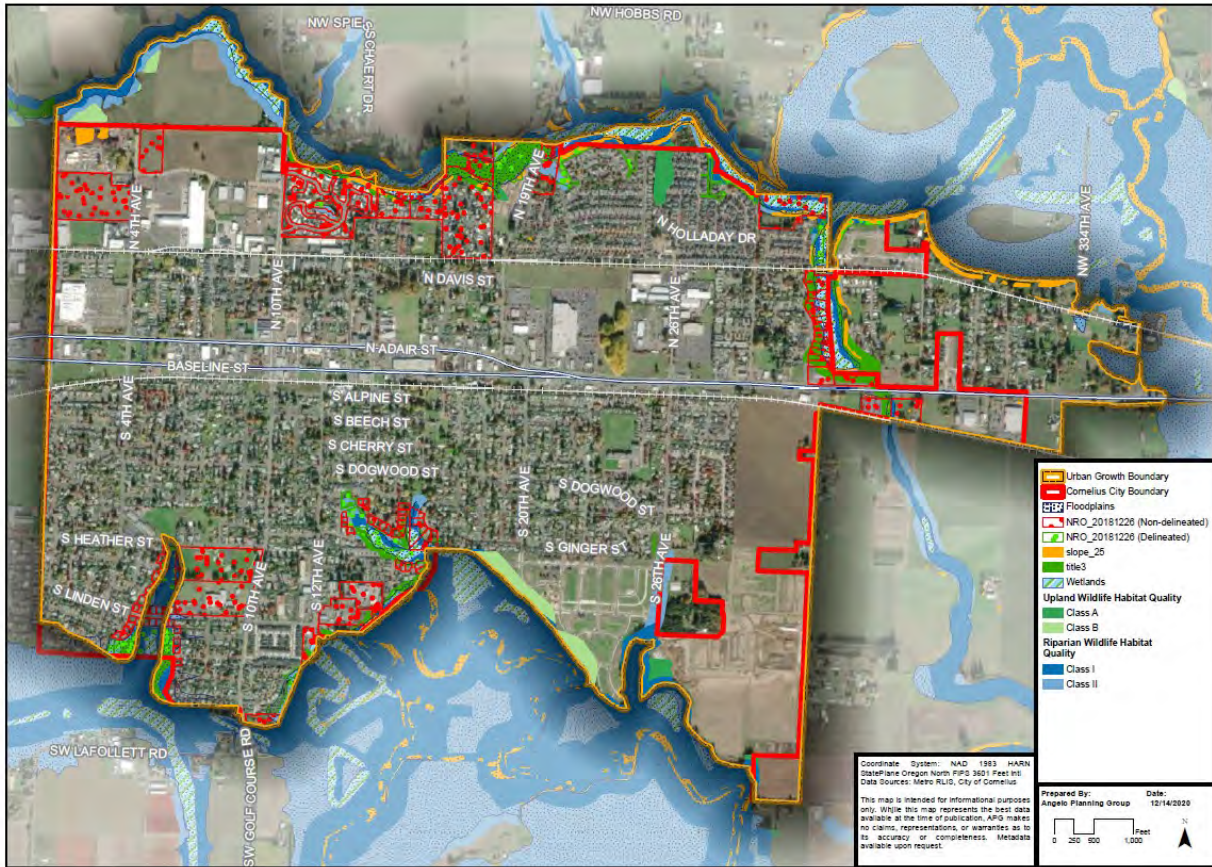 NW HOBBS RD
NW SPIE
SCHAERT DR
N 19TH AVE
N 4TH AVE
NW 334TH AVE
N HOLLADAY DR
N DAVIS ST
N 10TH AVE
N 26TH AVE
N ADAIR ST
BASELINE ST
S 4TH AVE
S ALPINE ST
S BEECH ST
S CHERRY ST
S DOGWOOD ST
S 20TH AVE
S DOGWOOD ST
S HEATHER ST
S GINGER ST
S 12TH AVE
S 10TH AVE
S 26TH AVE
S LINDEN ST
SW LAFOLLETT RD
SW GOLF COURSE RD
Urban Growth Boundary
Cornelius City Boundary
Floodplains
NRO_20181226 (Non-delineated)
NRO_20181226 (Delineated)
slope_25
title3
Wetlands
Upland Wildlife Habitat Quality
Class A
Class B
Riparian Wildlife Habitat
Quality
Class I
Class II
Coordinate System: NAD 1983 HARN
StatePlane Oregon North FIPS 3601 Feet Intl
Data Sources: Metro RLIS, City of Cornelius
This map is intended for informational purposes
only. While this map represents the best data
available at the time of publication, APG makes
no claims, representations, or warranties as to
its accuracy or completeness. Metadata
available upon request.
Prepared By: Date:
Angelo Planning Group 12/14/2020
Feet
0 250 500 1,000
N